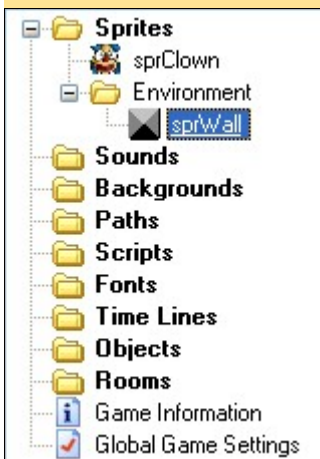 Sprites
sprClown
Environment
sprWall
Sounds
Backgrounds
Paths
Scripts
Fonts
Time Lines
Objects
Rooms
Game Information
Global Game Settings